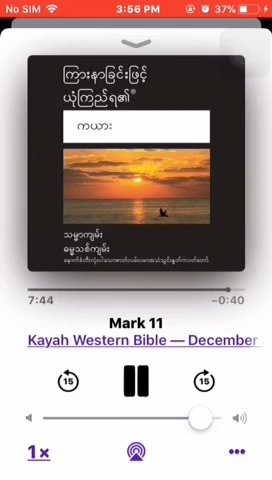 No SIM 3:56 PM 37%
ကြားနာခြင်းဖြင့်
ယုံကြည်ရ၏®
ကယား
သမ္မာကျမ်း
ဓမ္မသစ်ကျမ်း
7:44 −0:40
Mark 11
Kayah Western Bible — December
15 15
1x